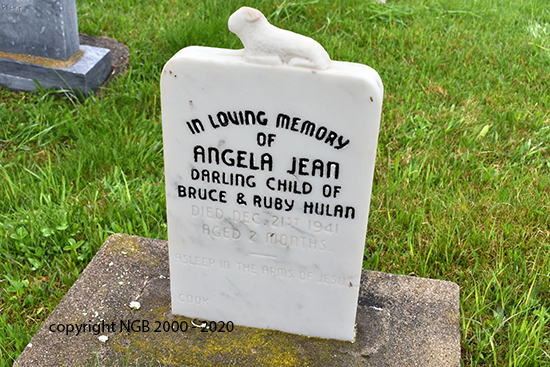 IN LOVING MEMORY
OF
ANGELA JEAN
DARLING CHILD OF
BRUCE & RUBY HULAN
DIED DEC. 21ST 1941
AGED 2 MONTHS
ASLEEP IN THE ARMS OF JESUS
COOK
copyright NGB 2000 - 2020